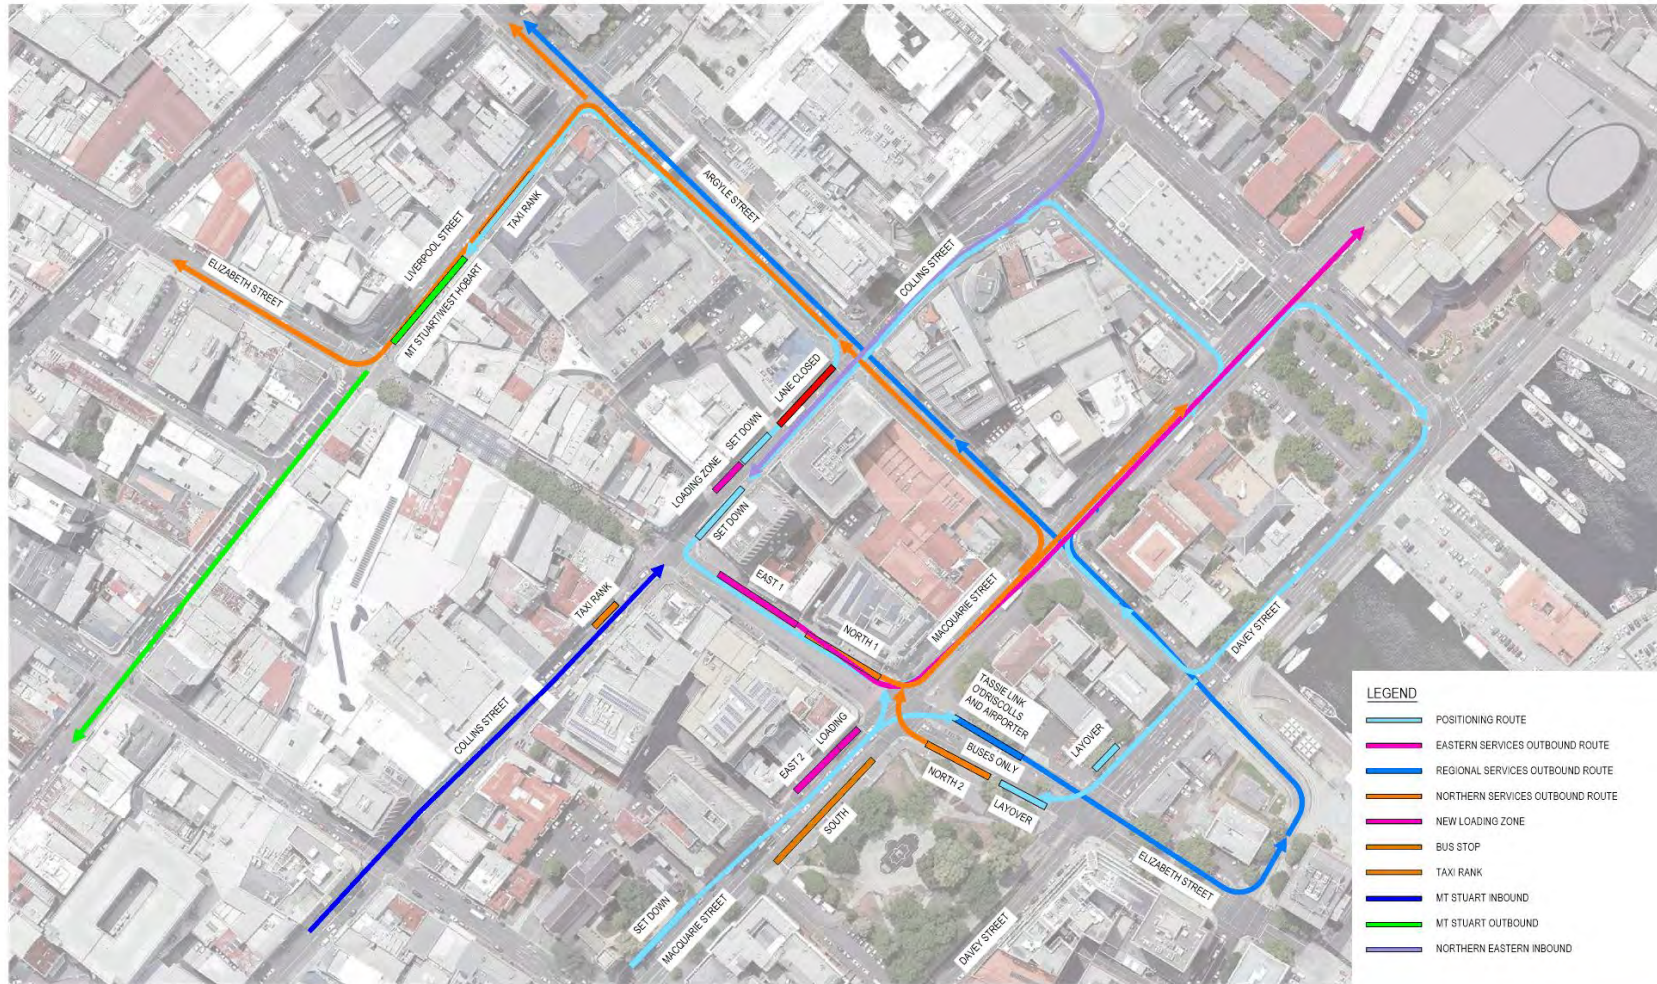 ARGYLE STREET
TAXI RANK
LIVERPOOL STREET
ELIZABETH STREET
MT STUART/WEST HOBART
COLLINS STREET
LANE CLOSED
SET DOWN
LOADING ZONE
SET DOWN
EAST 1
TAXI RANK
NORTH 1
MACQUARIE STREET
DAVEY STREET
TASSIE LINK
O'DRISCOLLS
AND AIRPORTER
COLLINS STREET
LOADING
EAST 2
BUSES ONLY
LAYOVER
NORTH 2
LAYOVER
SOUTH
ELIZABETH STREET
SET DOWN
MACQUARIE STREET
DAVEY STREET
LEGEND
POSITIONING ROUTE
EASTERN SERVICES OUTBOUND ROUTE
REGIONAL SERVICES OUTBOUND ROUTE
NORTHERN SERVICES OUTBOUND ROUTE
NEW LOADING ZONE
BUS STOP
TAXI RANK
MT STUART INBOUND
MT STUART OUTBOUND
NORTHERN EASTERN INBOUND